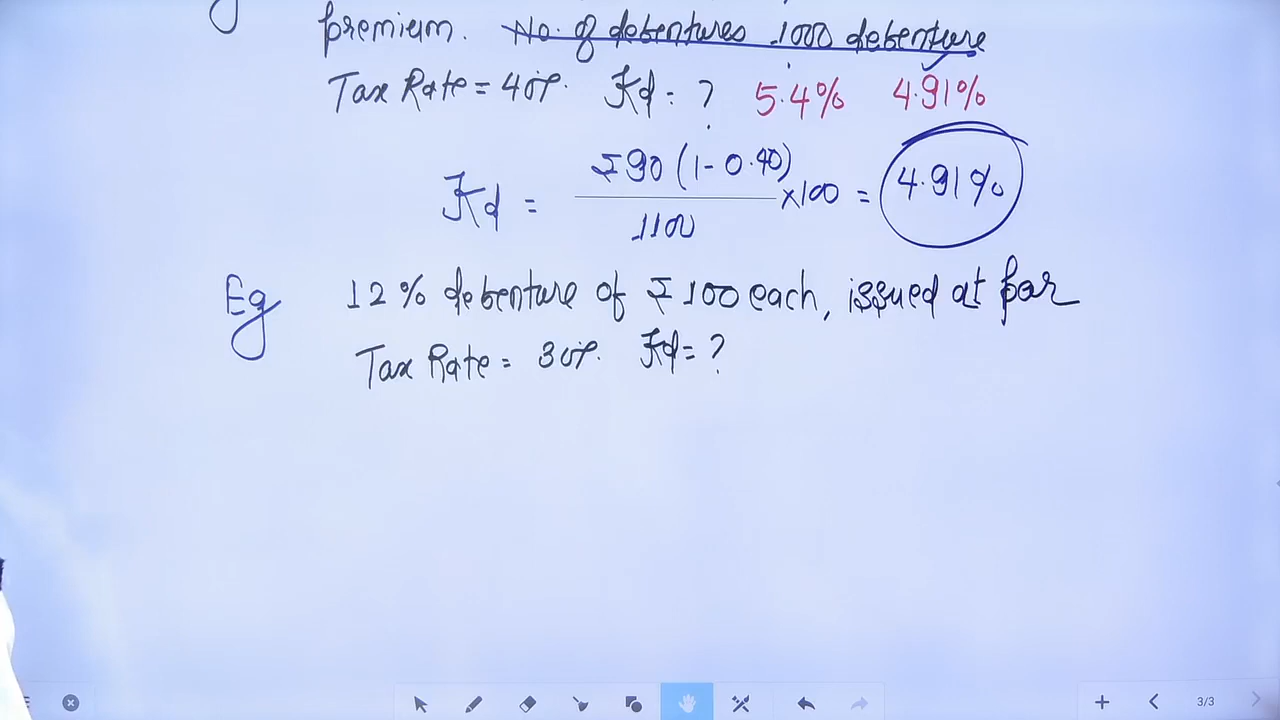 premium. No. of debentures 1000 debenture
Tax Rate = 40%. Kd = ? 5.4% 4.91%
₹90 (1-0.40)
Kd = ×100 = 4.91%
1100
Eg 12% debenture of ₹100 each, issued at par
Tax Rate = 30%. Kd = ?
3/3